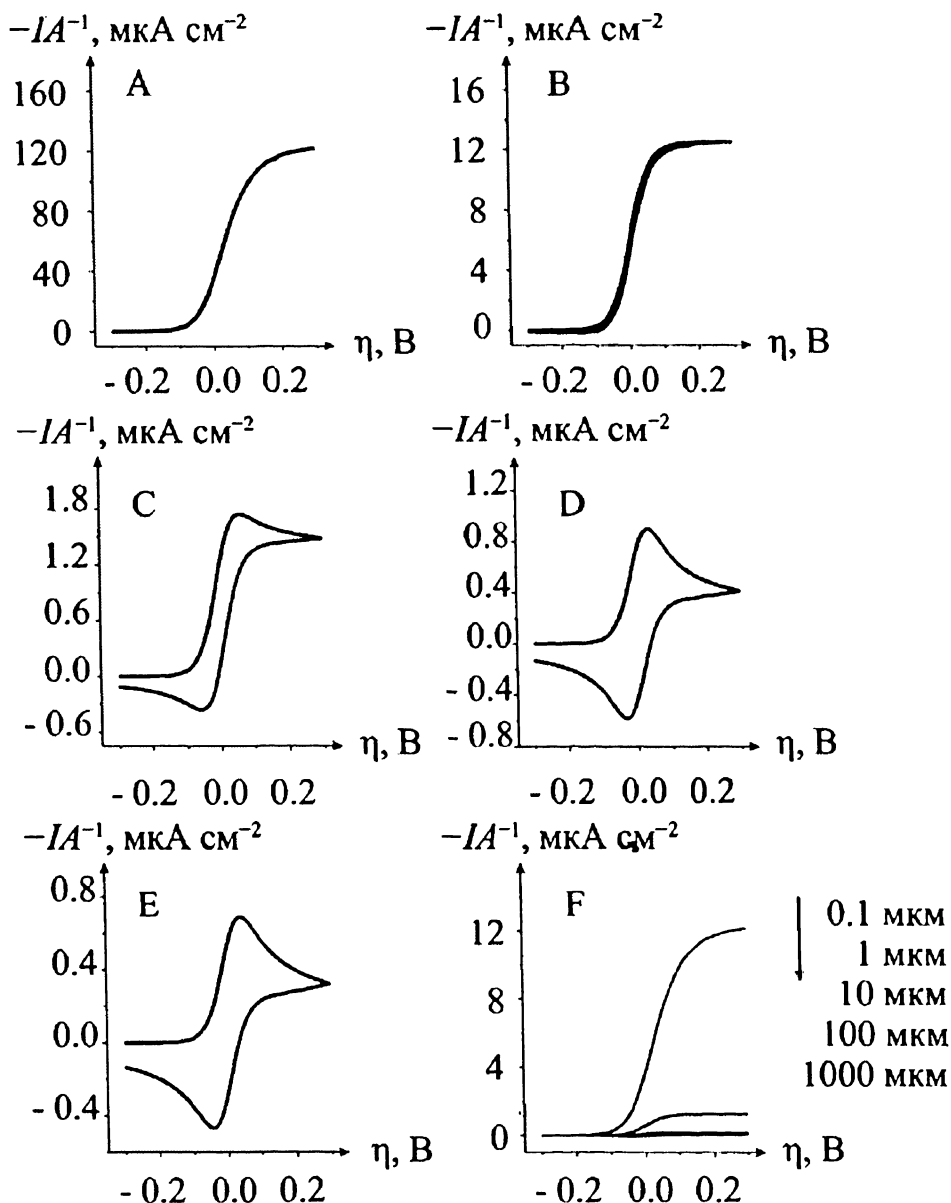 −IA⁻¹, мкА см⁻²
A
160
120
80
40
0
η, В
- 0.2 0.0 0.2
−IA⁻¹, мкА см⁻²
B
16
12
8
4
0
η, В
- 0.2 0.0 0.2
−IA⁻¹, мкА см⁻²
C
1.8
1.2
0.6
0.0
- 0.6
η, В
- 0.2 0.0 0.2
−IA⁻¹, мкА см⁻²
D
1.2
0.8
0.4
0.0
- 0.4
- 0.8
η, В
- 0.2 0.0 0.2
−IA⁻¹, мкА см⁻²
E
0.8
0.4
0.0
- 0.4
η, В
- 0.2 0.0 0.2
−IA⁻¹, мкА см⁻²
F
12
8
4
0
η, В
- 0.2 0.0 0.2
0.1 мкм
1 мкм
10 мкм
100 мкм
1000 мкм